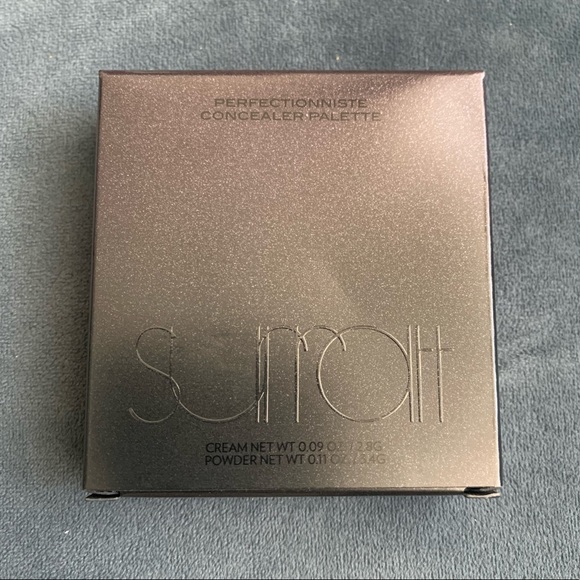 PERFECTIONNISTE
CONCEALER PALETTE
surratt
CREAM NET WT 0.09 OZ. / 2.8G
POWDER NET WT 0.11 OZ. / 3.4G